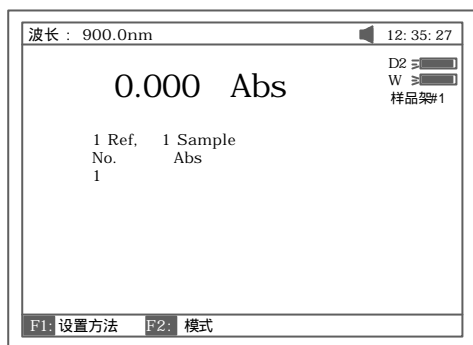 波长： 900.0nm 12: 35: 27
D2
W
样品架#1
0.000 Abs
1 Ref, 1 Sample
No. Abs
1
F1: 设置方法 F2: 模式